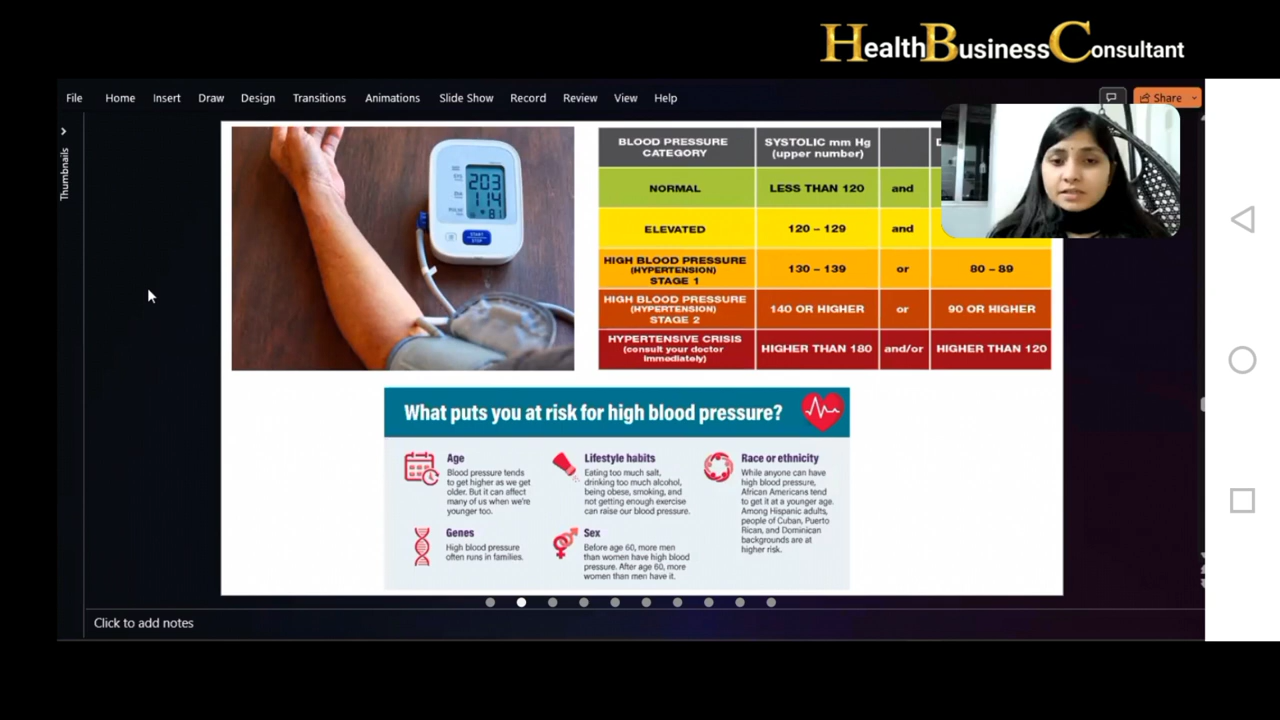 HealthBusinessConsultant
File Home Insert Draw Design Transitions Animations Slide Show Record Review View Help Share
Thumbnails
203
114
81
START
STOP
BLOOD PRESSURE
CATEGORY
SYSTOLIC mm Hg
(upper number)
NORMAL
LESS THAN 120
and
ELEVATED
120 – 129
and
HIGH BLOOD PRESSURE
(HYPERTENSION)
STAGE 1
130 – 139
or
80 – 89
HIGH BLOOD PRESSURE
(HYPERTENSION)
STAGE 2
140 OR HIGHER
or
90 OR HIGHER
HYPERTENSIVE CRISIS
(consult your doctor
immediately)
HIGHER THAN 180
and/or
HIGHER THAN 120
What puts you at risk for high blood pressure?
Age
Blood pressure tends
to get higher as we get
older. But it can affect
many of us when we're
younger too.
Lifestyle habits
Eating too much salt,
drinking too much alcohol,
being obese, smoking, and
not getting enough exercise
can raise our blood pressure.
Race or ethnicity
While anyone can have
high blood pressure,
African Americans tend
to get it at a younger age.
Among Hispanic adults,
people of Cuban, Puerto
Rican, and Dominican
backgrounds are at
higher risk.
Genes
High blood pressure
often runs in families.
Sex
Before age 60, more men
than women have high blood
pressure. After age 60, more
women than men have it.
Click to add notes